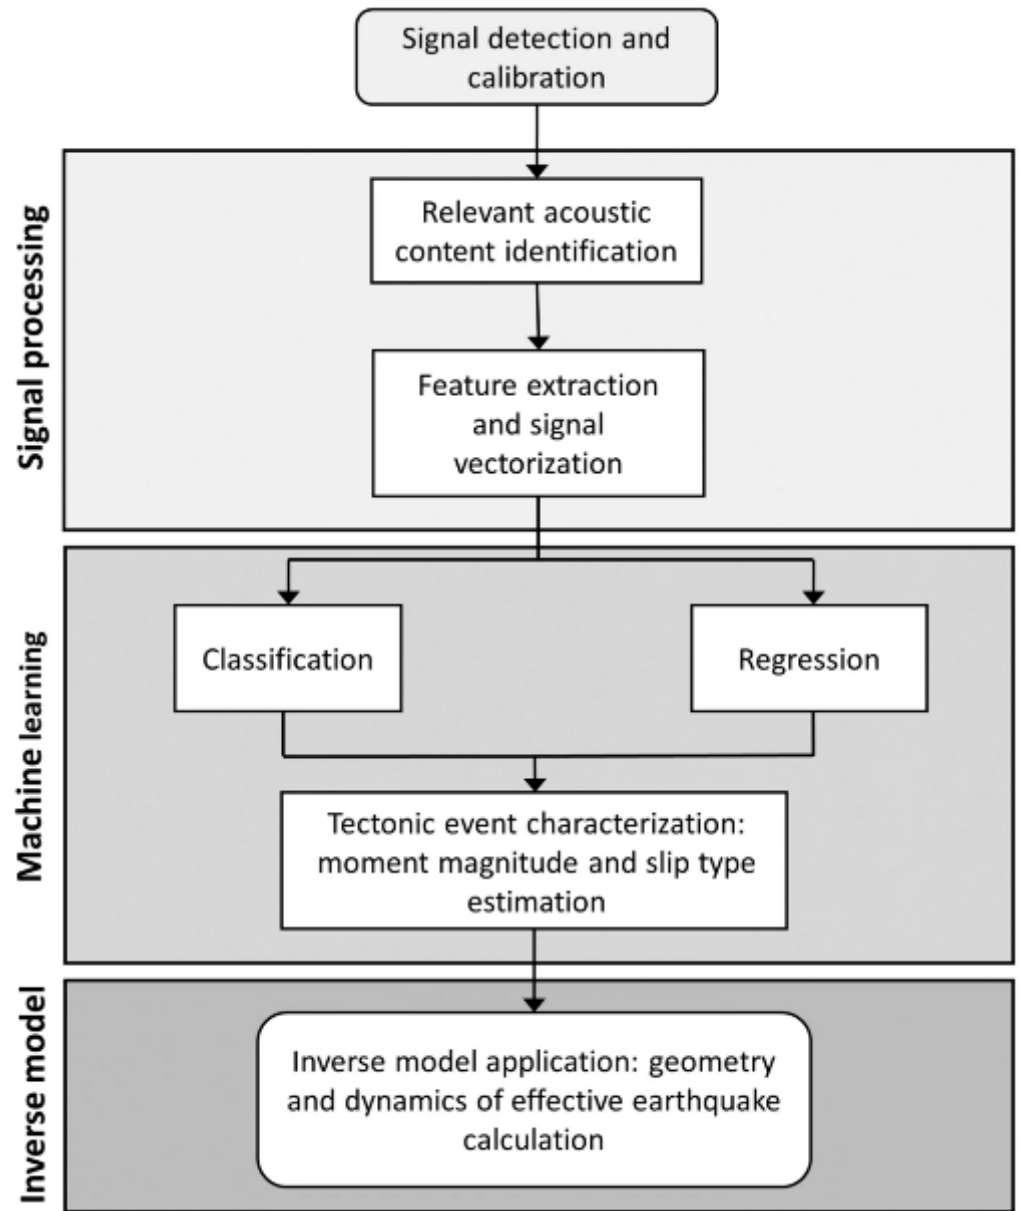 Signal detection and
calibration
Signal processing
Relevant acoustic
content identification
Feature extraction
and signal
vectorization
Machine learning
Classification
Regression
Tectonic event characterization:
moment magnitude and slip type
estimation
Inverse model
Inverse model application: geometry
and dynamics of effective earthquake
calculation